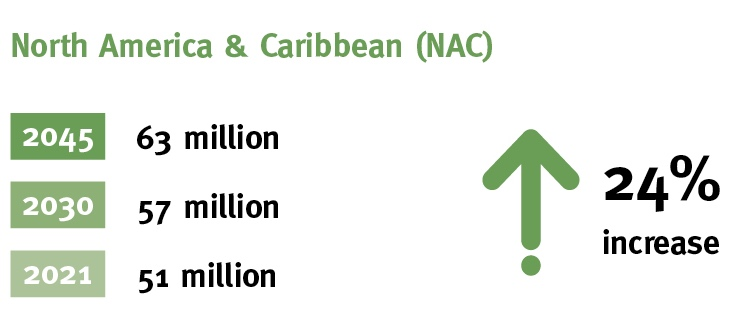 North America & Caribbean (NAC)
2045 63 million
2030 57 million
2021 51 million
24%
increase